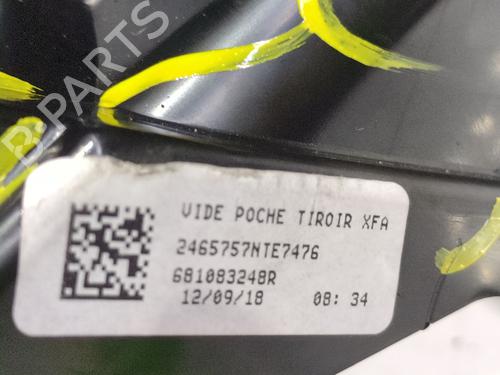 B-PARTS
VIDE POCHE TIROIR XFA
2465757NTE7476
681083248R
12/09/18 08: 34